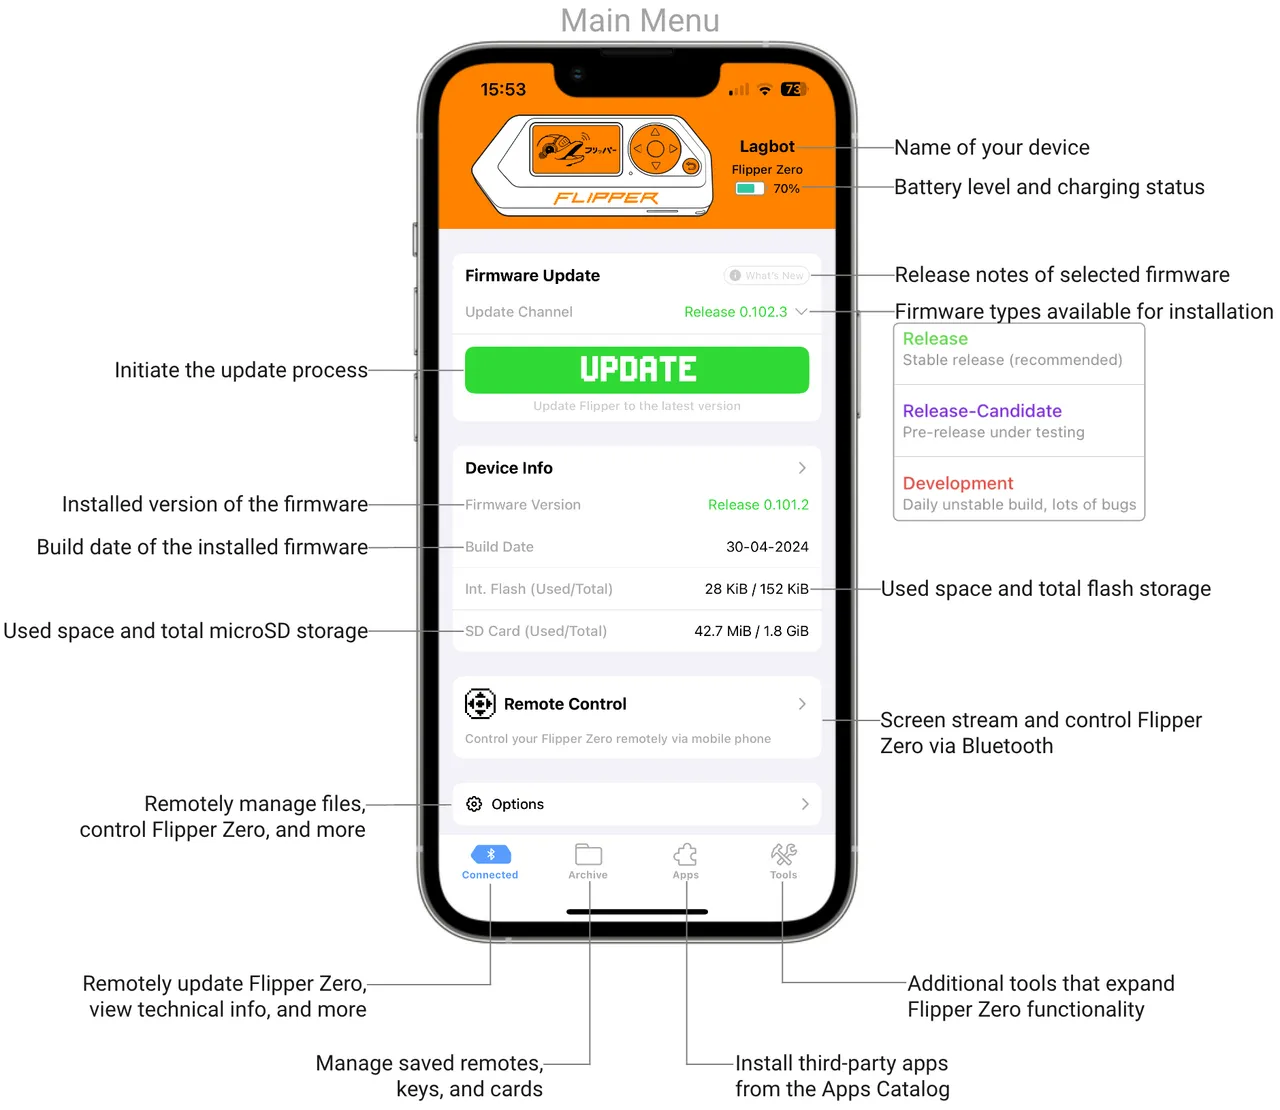 Main Menu
15:53
73
フリッパー
FLIPPER
Lagbot
Flipper Zero
70%
Name of your device
Battery level and charging status
Firmware Update
What's New
Release notes of selected firmware
Update Channel
Release 0.102.3
Firmware types available for installation
Release
Stable release (recommended)
Release-Candidate
Pre-release under testing
Development
Daily unstable build, lots of bugs
Initiate the update process
UPDATE
Update Flipper to the latest version
Device Info
Installed version of the firmware
Firmware Version
Release 0.101.2
Build date of the installed firmware
Build Date
30-04-2024
Int. Flash (Used/Total)
28 KiB / 152 KiB
Used space and total flash storage
Used space and total microSD storage
SD Card (Used/Total)
42.7 MiB / 1.8 GiB
Remote Control
Control your Flipper Zero remotely via mobile phone
Screen stream and control Flipper
Zero via Bluetooth
Remotely manage files,
control Flipper Zero, and more
Options
Connected
Archive
Apps
Tools
Remotely update Flipper Zero,
view technical info, and more
Additional tools that expand
Flipper Zero functionality
Manage saved remotes,
keys, and cards
Install third-party apps
from the Apps Catalog